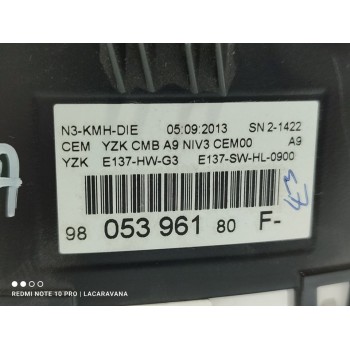 N3-KMH-DIE 05:09:2013 SN 2-1422
CEM YZK CMB A9 NIV3 CEM00 A9
YZK E137-HW-G3 E137-SW-HL-0900
98 053 961 80 F-
REDMI NOTE 10 PRO | LACARAVANA